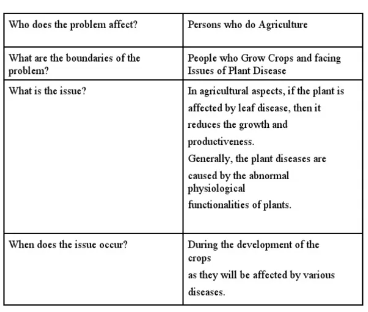 Who does the problem affect?
Persons who do Agriculture
What are the boundaries of the
problem?
People who Grow Crops and facing
Issues of Plant Disease
What is the issue?
In agricultural aspects, if the plant is
affected by leaf disease, then it
reduces the growth and
productiveness.
Generally, the plant diseases are
caused by the abnormal
physiological
functionalities of plants.
When does the issue occur?
During the development of the
crops
as they will be affected by various
diseases.